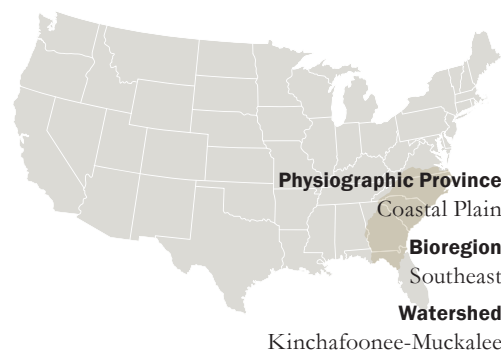 Physiographic Province
Coastal Plain
Bioregion
Southeast
Watershed
Kinchafoonee-Muckalee